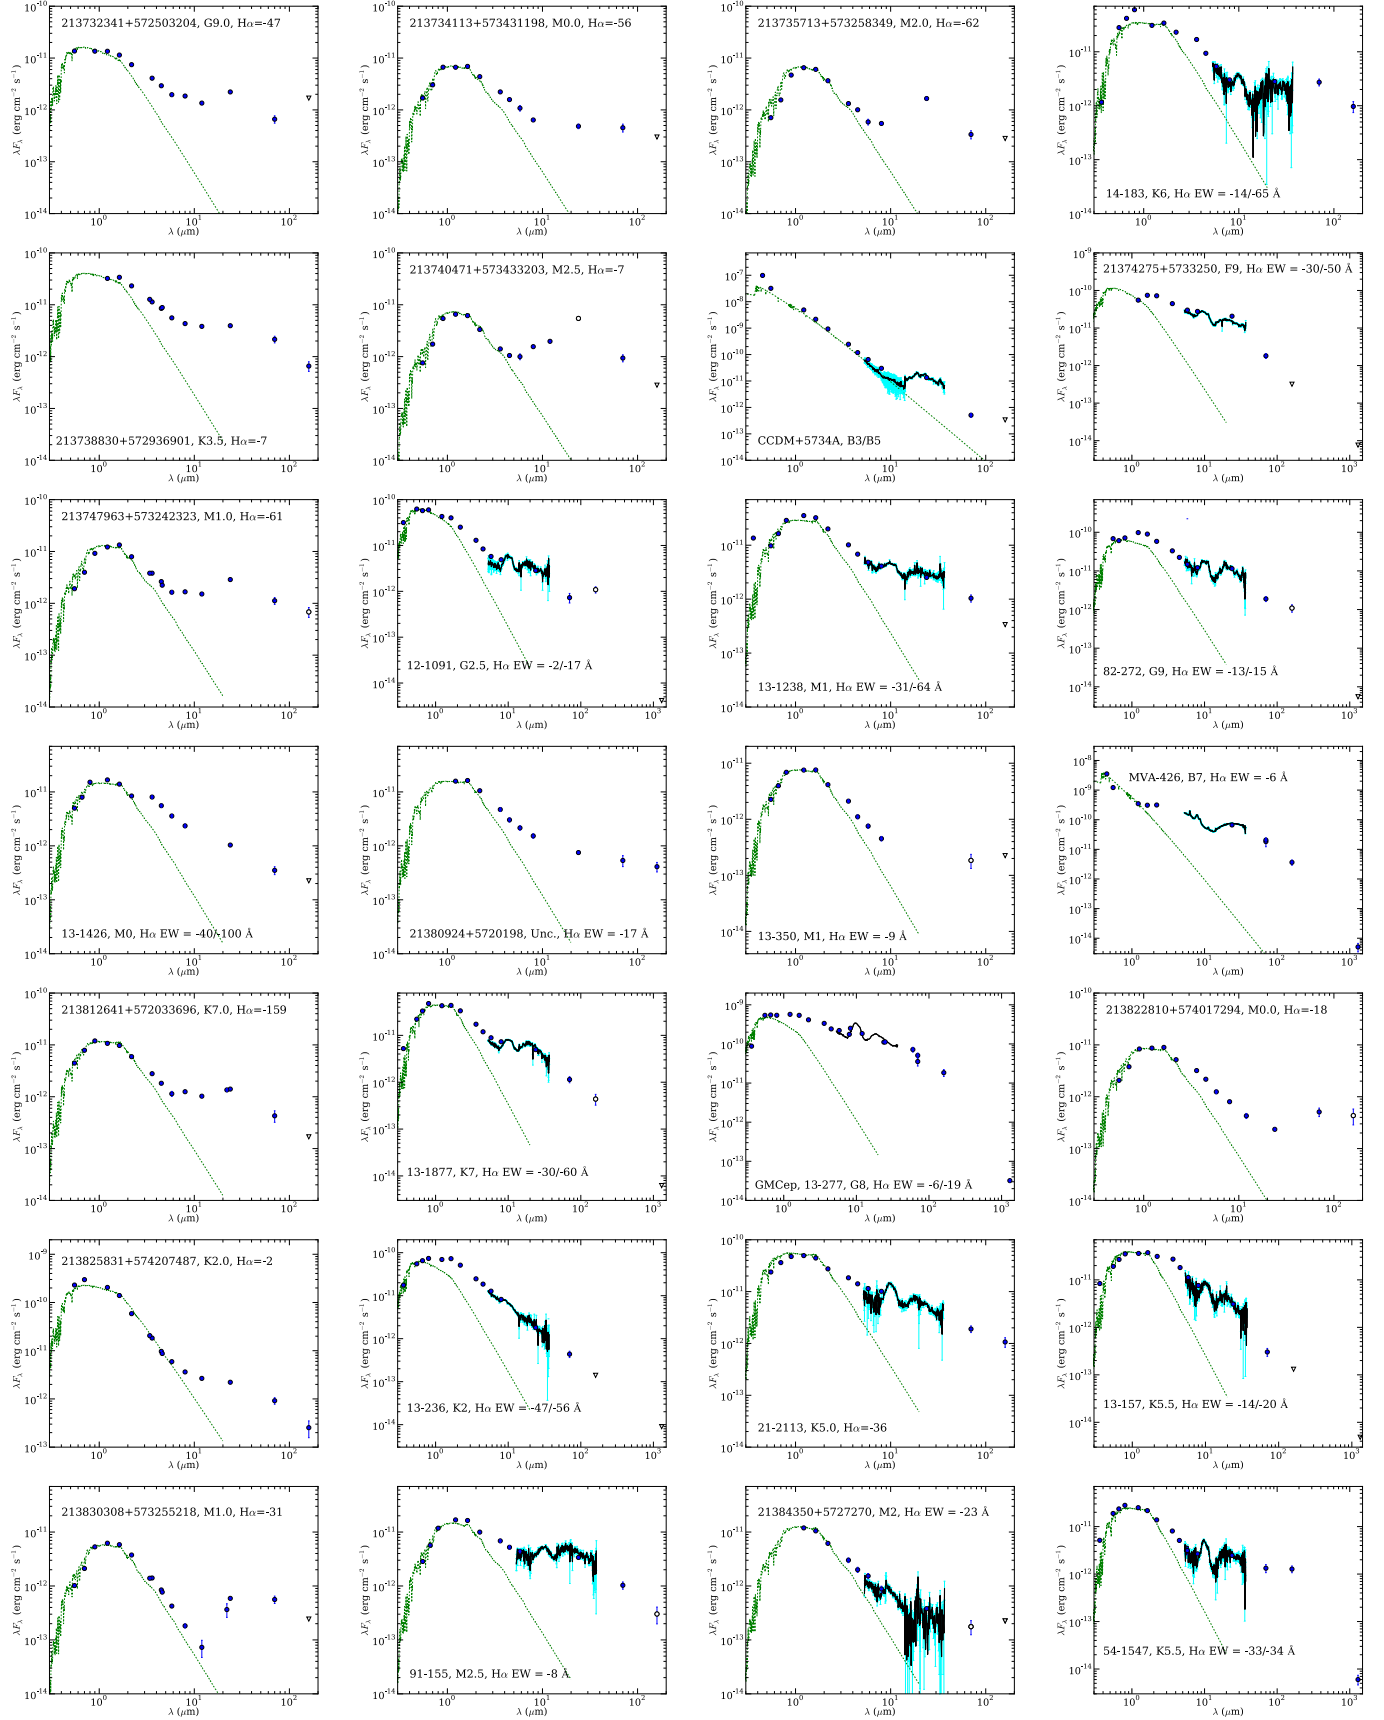 213732341+572503204, G9.0, Hα=-47
213734113+573431198, M0.0, Hα=-56
213735713+573258349, M2.0, Hα=-62
14-183, K6, Hα EW = -14/-65 Å
213738830+572936901, K3.5, Hα=-7
213740471+573433203, M2.5, Hα=-7
CCDM+5734A, B3/B5
21374275+5733250, F9, Hα EW = -30/-50 Å
213747963+573242323, M1.0, Hα=-61
12-1091, G2.5, Hα EW = -2/-17 Å
13-1238, M1, Hα EW = -31/-64 Å
82-272, G9, Hα EW = -13/-15 Å
13-1426, M0, Hα EW = -40/-100 Å
21380924+5720198, Unc., Hα EW = -17 Å
13-350, M1, Hα EW = -9 Å
MVA-426, B7, Hα EW = -6 Å
213812641+572033696, K7.0, Hα=-159
13-1877, K7, Hα EW = -30/-60 Å
GMCep, 13-277, G8, Hα EW = -6/-19 Å
213822810+574017294, M0.0, Hα=-18
213825831+574207487, K2.0, Hα=-2
13-236, K2, Hα EW = -47/-56 Å
21-2113, K5.0, Hα=-36
13-157, K5.5, Hα EW = -14/-20 Å
213830308+573255218, M1.0, Hα=-31
91-155, M2.5, Hα EW = -8 Å
21384350+5727270, M2, Hα EW = -23 Å
54-1547, K5.5, Hα EW = -33/-34 Å
λF_λ (erg cm⁻² s⁻¹)
λ (μm)